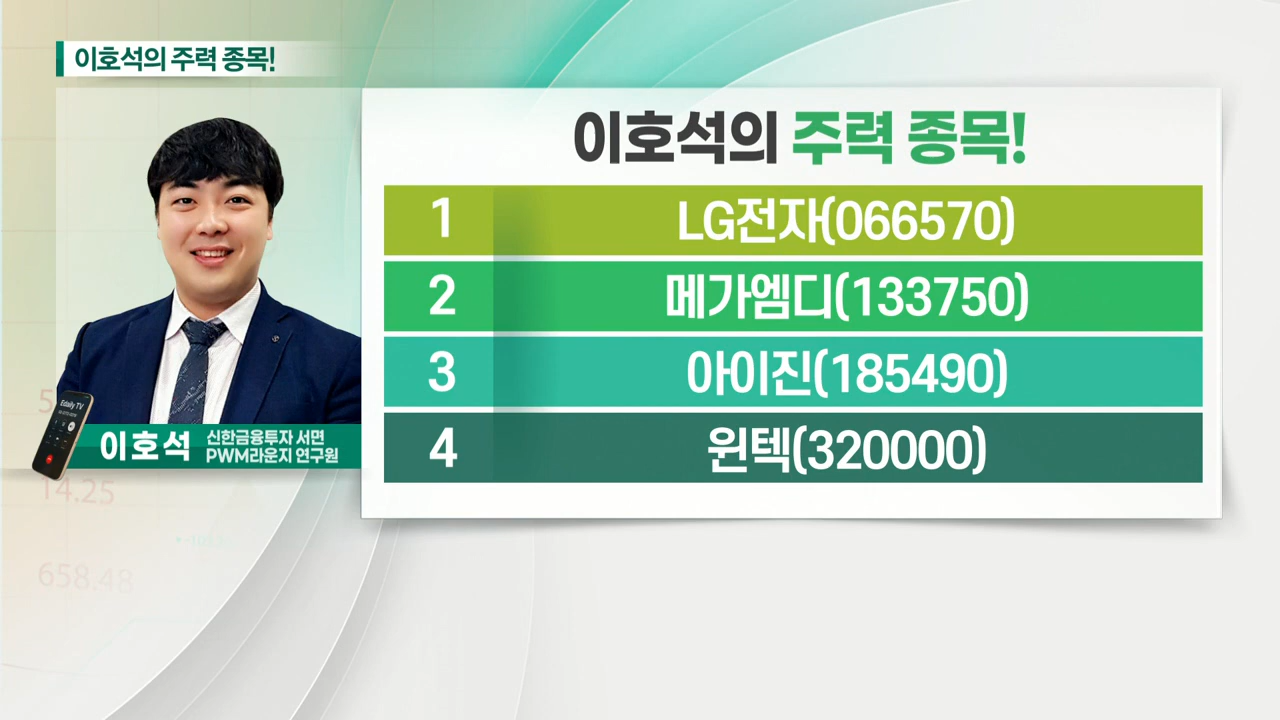 이호석의 주력 종목!
이호석의 주력 종목!
1 LG전자(066570)
2 메가엠디(133750)
3 아이진(185490)
4 윈텍(320000)
Edaily TV
이호석 신한금융투자 서면
PWM라운지 연구원
14.25
658.48